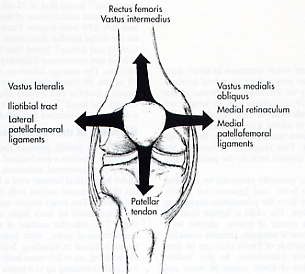 Rectus femoris
Vastus intermedius
Vastus lateralis
Iliotibial tract
Lateral
patellofemoral
ligaments
Vastus medialis
obliquus
Medial retinaculum
Medial
patellofemoral
ligaments
Patellar
tendon